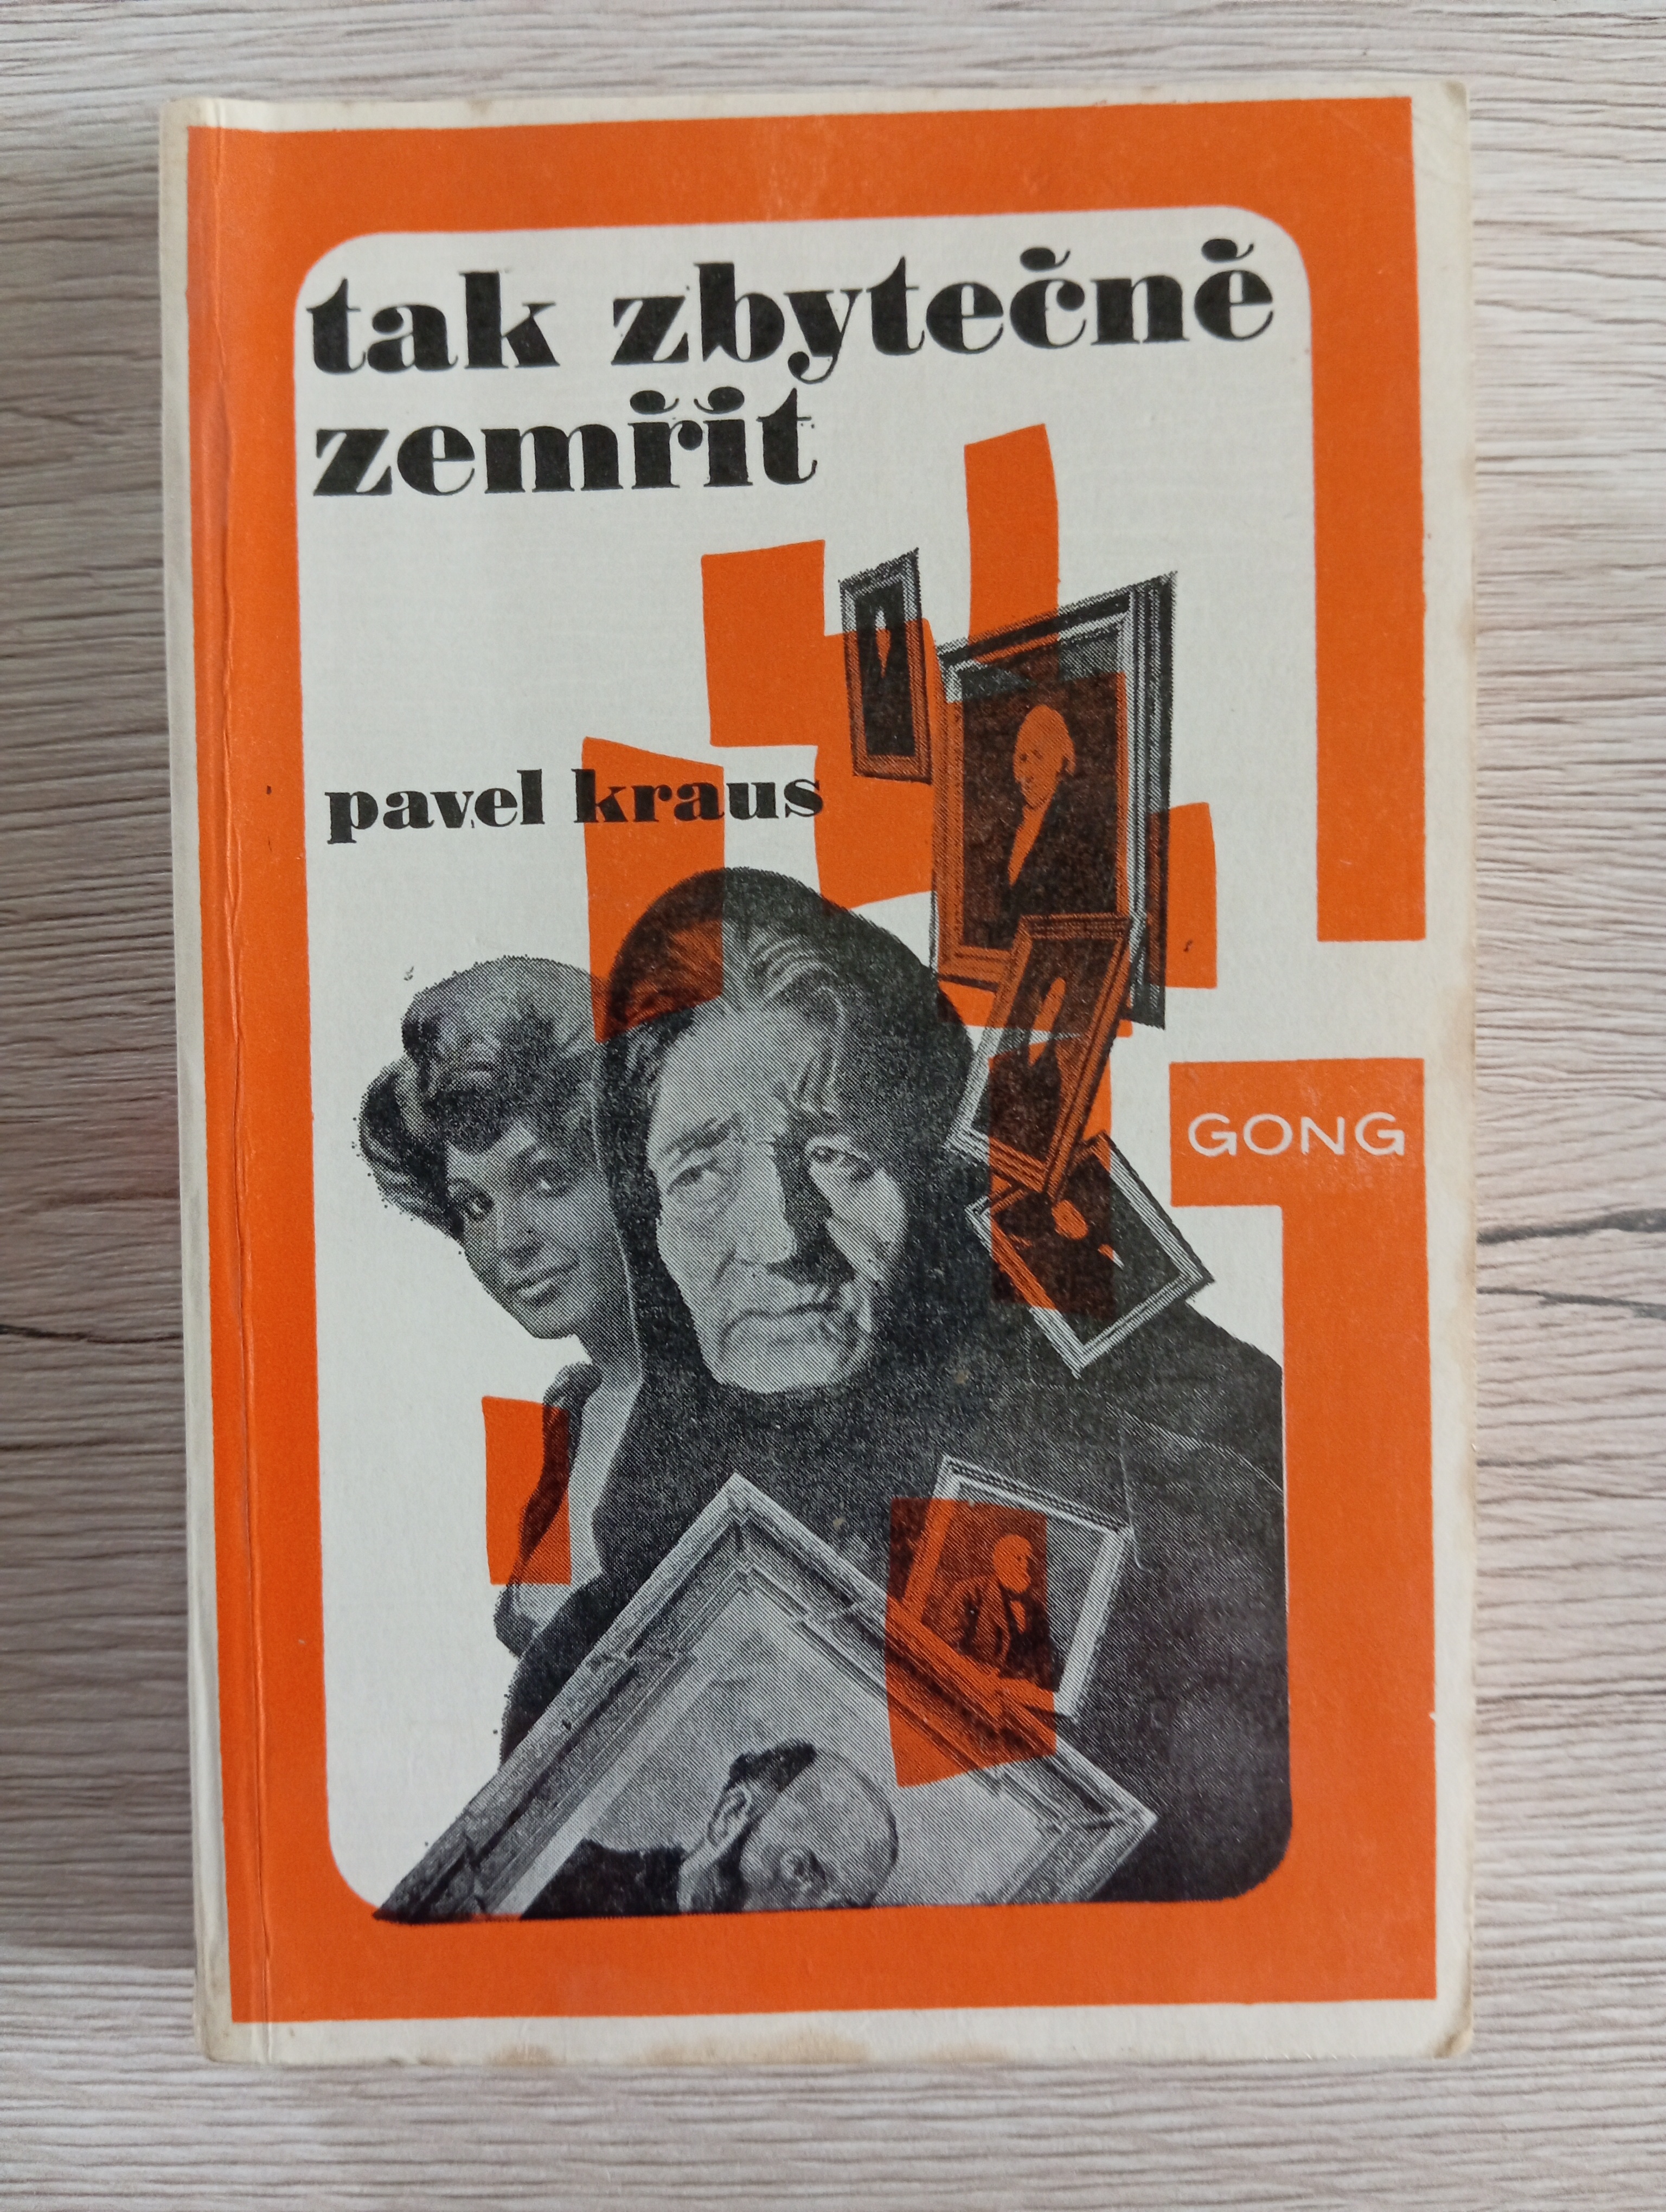 tak zbytečně
zemřít
pavel kraus
GONG